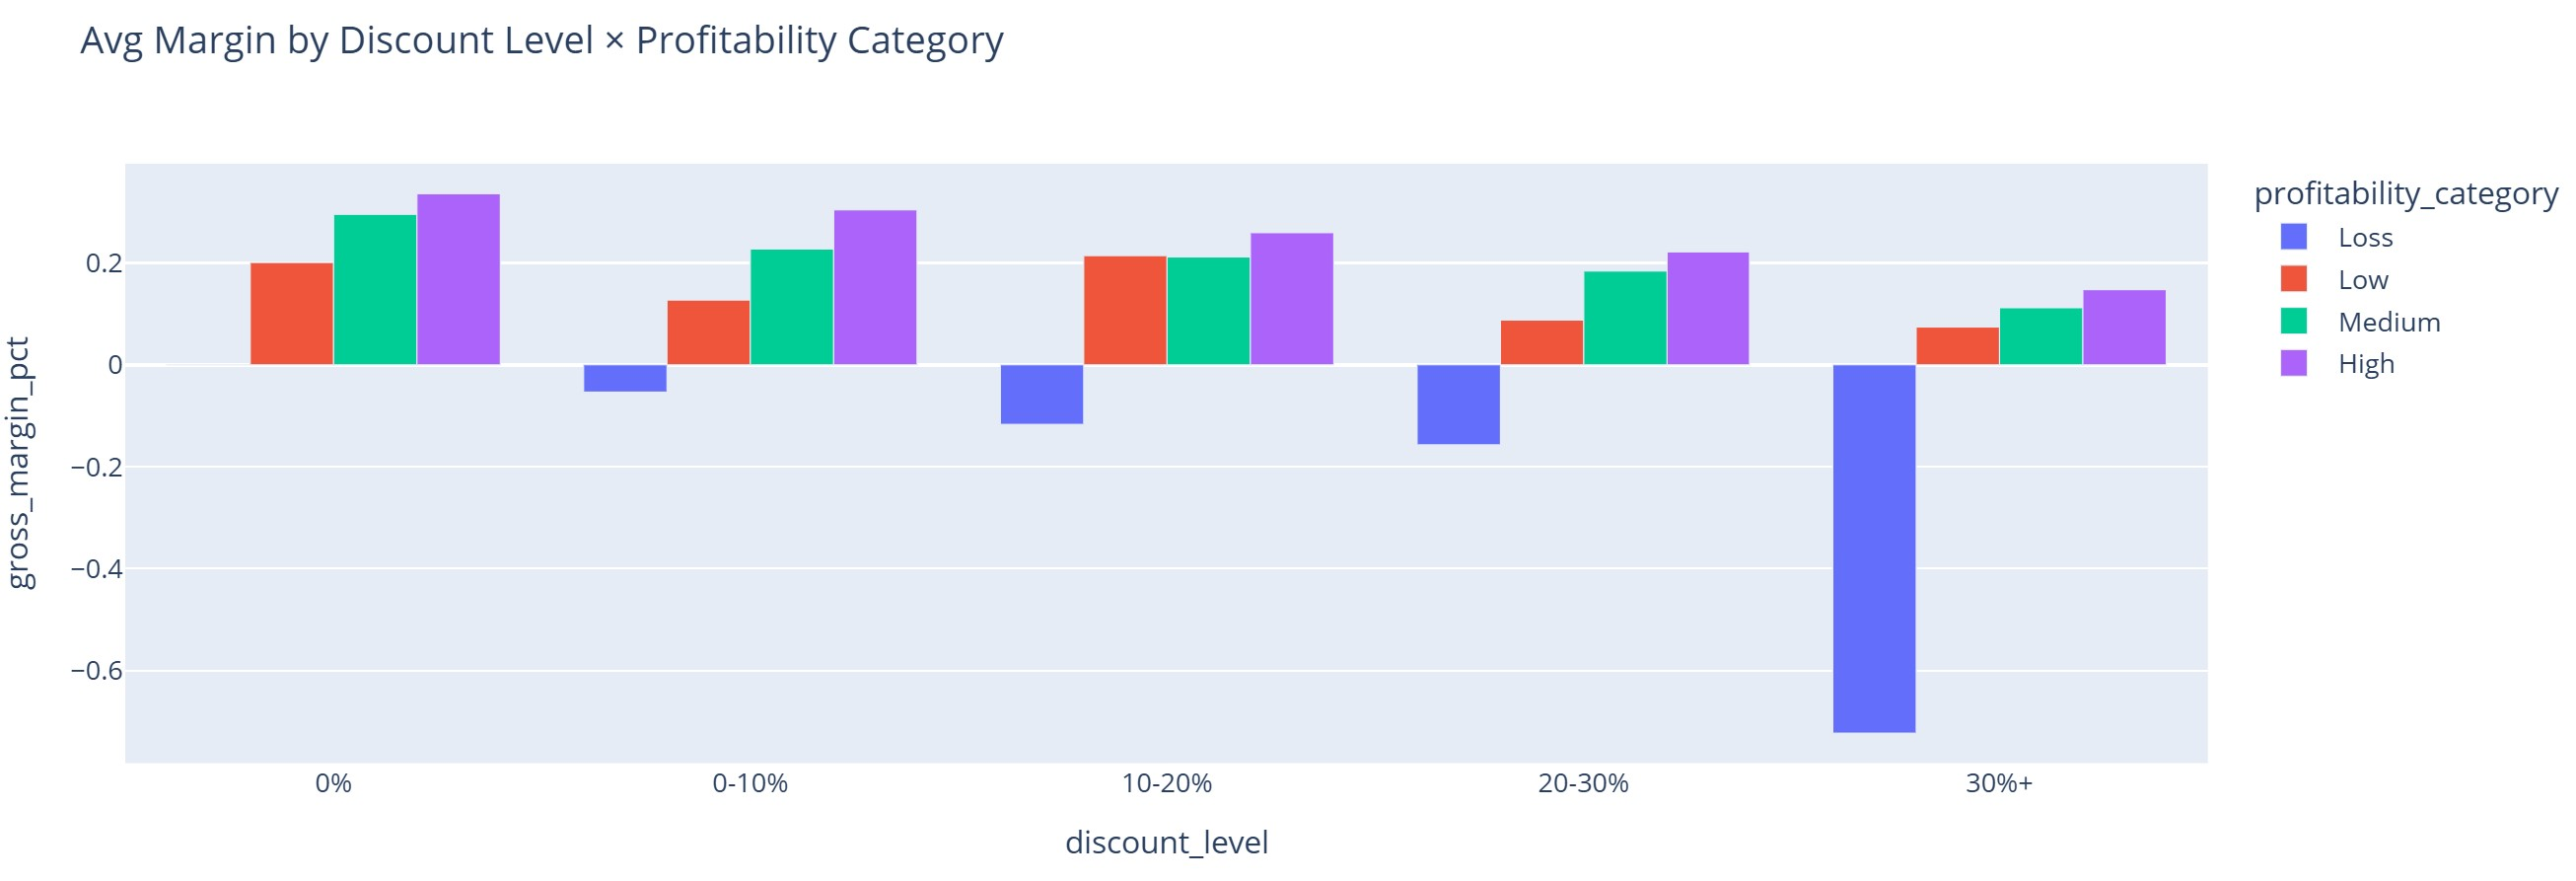 Avg Margin by Discount Level × Profitability Category
profitability_category
Loss
Low
Medium
High
gross_margin_pct
0.2
0
−0.2
−0.4
−0.6
0%
0-10%
10-20%
20-30%
30%+
discount_level